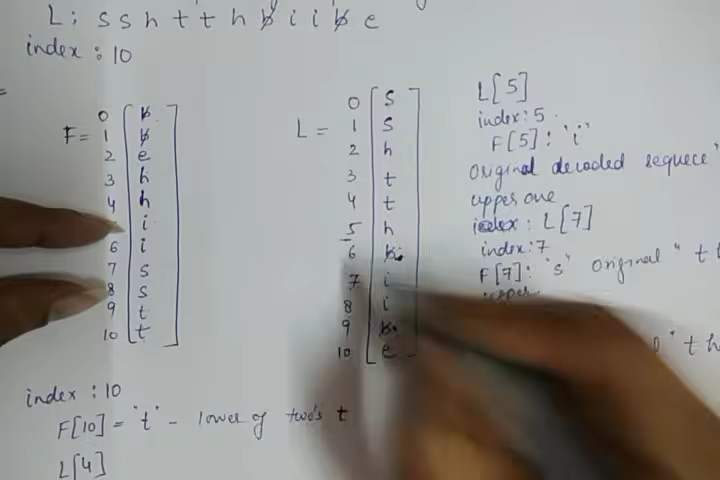 L: s s h t t h b̸ i i b̸ e
index : 10
F =
0 b̸
1 b̸
2 e
3 h
4 h
i
6 i
7 s
8 s
9 t
10 t
L =
0 s
1 s
2 h
3 t
4 t
5 h
6 b̸
7 i
8 i
9 b̸
10 e
L[5]
index: 5
F[5]: "i"
original decoded sequece "
upper one
index : L[7]
index: 7
F[7]: "s" original " t
upper
" t h
index : 10
F[10] = "t" - lower of two's t
L[4]